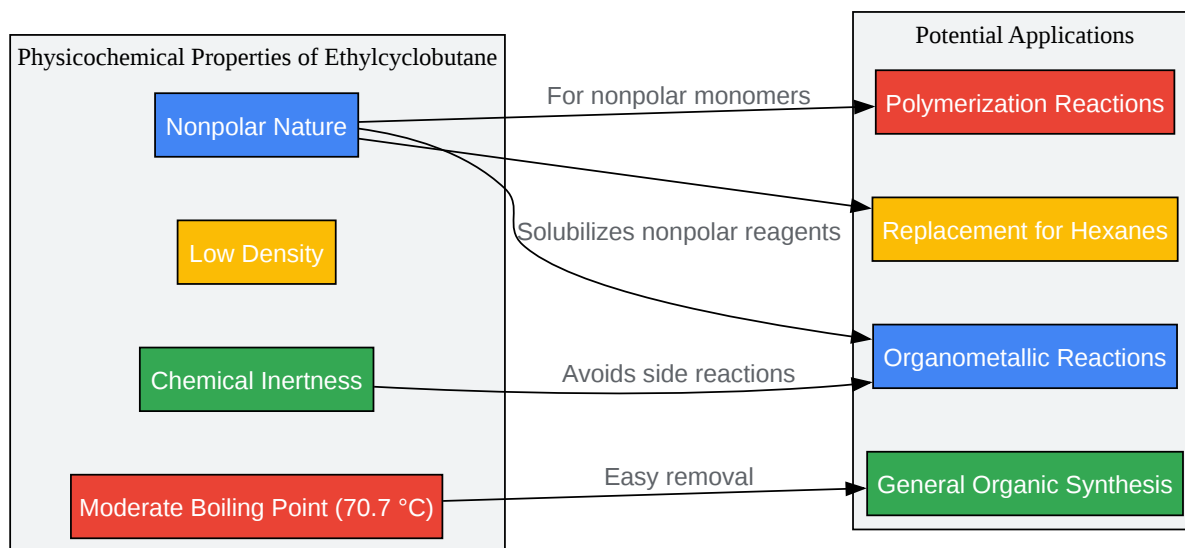 Physicochemical Properties of Ethylcyclobutane
Nonpolar Nature
Low Density
Chemical Inertness
Moderate Boiling Point (70.7 °C)
For nonpolar monomers
Solubilizes nonpolar reagents
Avoids side reactions
Easy removal
Potential Applications
Polymerization Reactions
Replacement for Hexanes
Organometallic Reactions
General Organic Synthesis